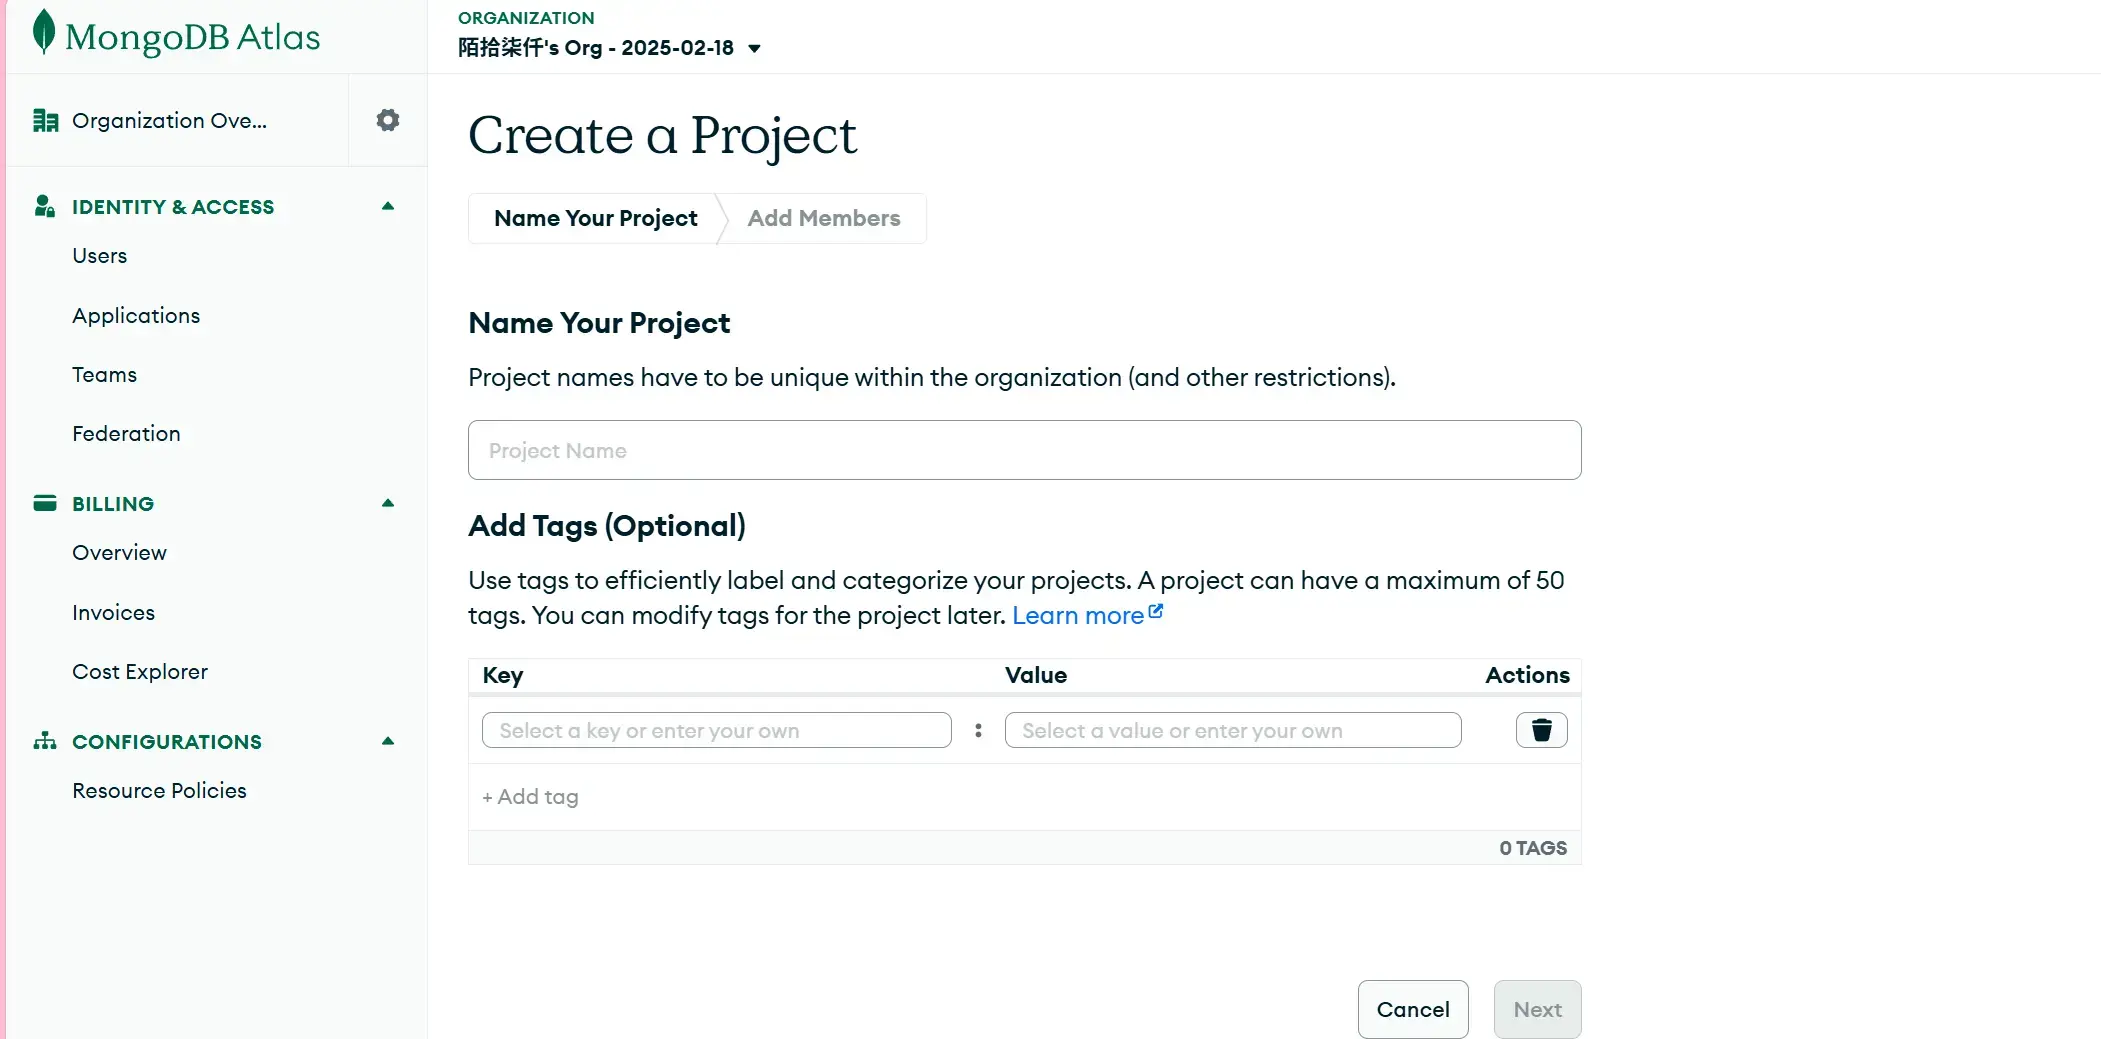 MongoDB Atlas
ORGANIZATION
陌拾柒仟's Org - 2025-02-18
Organization Ove...
IDENTITY & ACCESS
Users
Applications
Teams
Federation
BILLING
Overview
Invoices
Cost Explorer
CONFIGURATIONS
Resource Policies
Create a Project
Name Your Project
Add Members
Name Your Project
Project names have to be unique within the organization (and other restrictions).
Project Name
Add Tags (Optional)
Use tags to efficiently label and categorize your projects. A project can have a maximum of 50
tags. You can modify tags for the project later. Learn more
Key Value Actions
Select a key or enter your own : Select a value or enter your own
+ Add tag
0 TAGS
Cancel Next